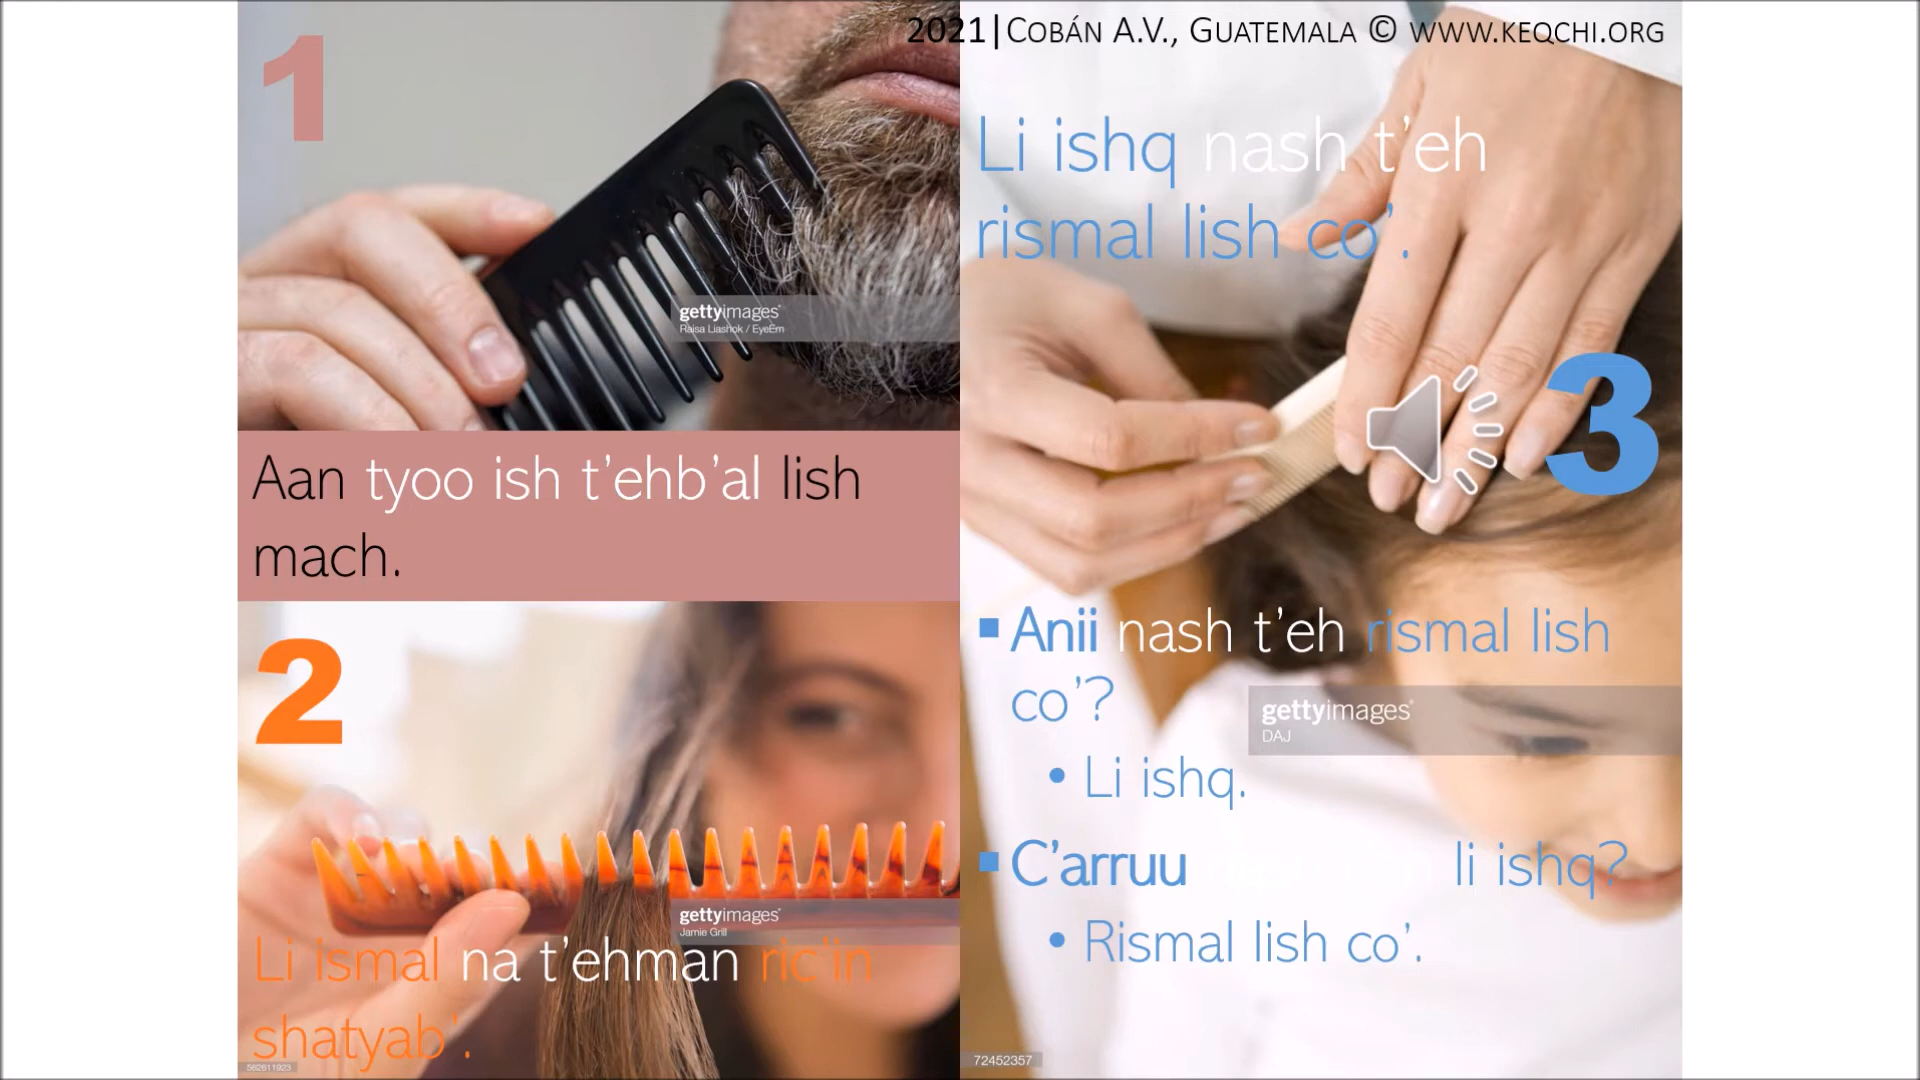 2021|COBÁN A.V., GUATEMALA © WWW.KEQCHI.ORG
1
gettyimages
Raisa Liashok / EyeEm
Aan tyoo ish t'ehb'al lish
mach.
2
gettyimages
Jamie Grill
Li ismal na t'ehman ric'in
shatyab'.
562611923
Li ishq nash t'eh
rismal lish co'.
3
Anii nash t'eh rismal lish
co'?
gettyimages
DAJ
Li ishq.
C'arruu li ishq?
Rismal lish co'.
72452357